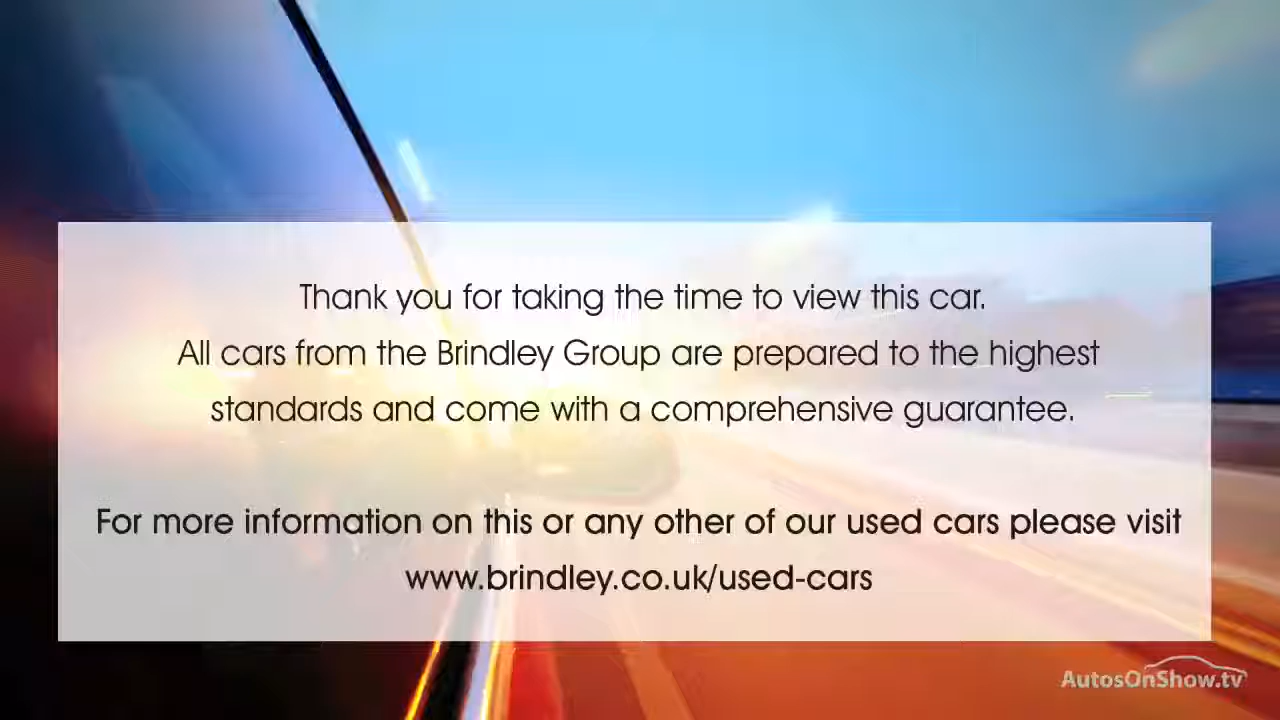 Thank you for taking the time to view this car.
All cars from the Brindley Group are prepared to the highest
standards and come with a comprehensive guarantee.
For more information on this or any other of our used cars please visit
www.brindley.co.uk/used-cars
AutosOnShow.tv